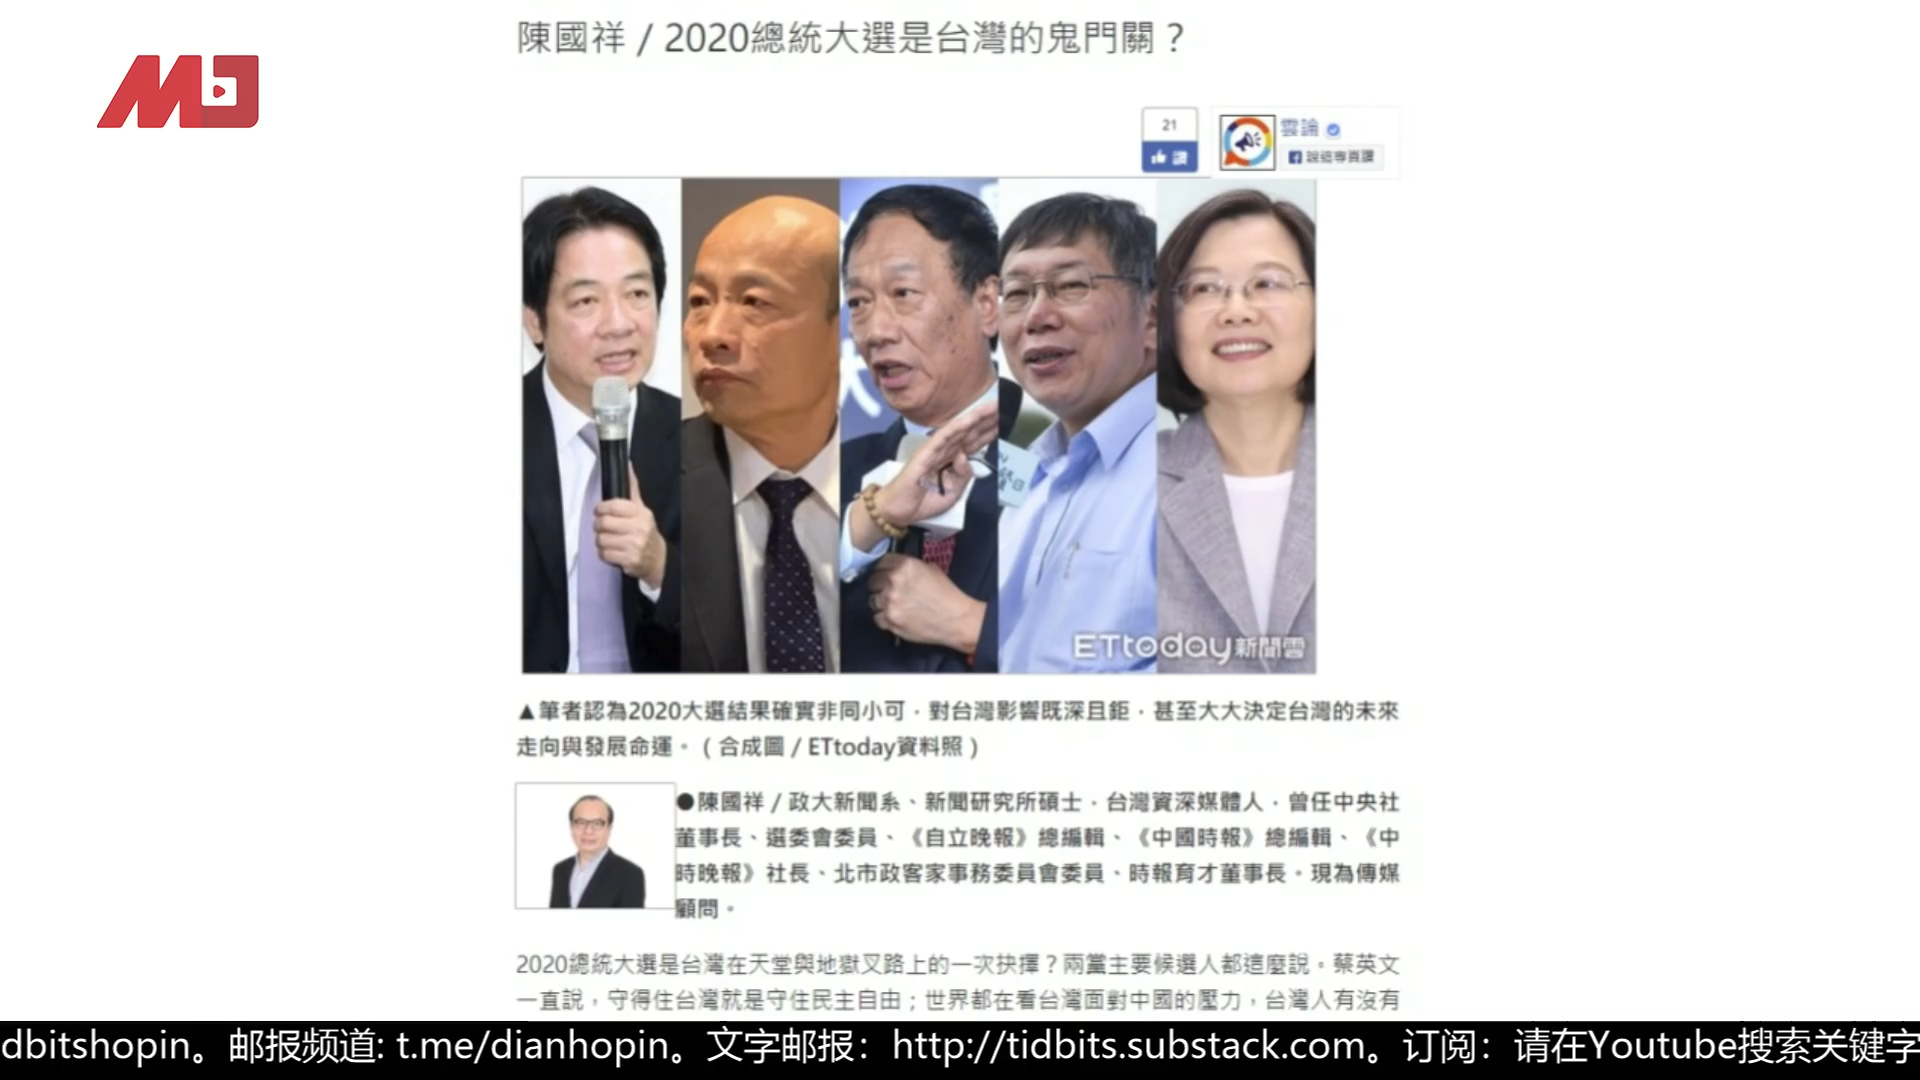 陳國祥／2020總統大選是台灣的鬼門關？
MJ
21
讚
雲論
說這專頁讚
ETtoday新聞雲
▲筆者認為2020大選結果確實非同小可，對台灣影響既深且鉅，甚至大大決定台灣的未來
走向與發展命運。（合成圖／ETtoday資料照）
●陳國祥／政大新聞系、新聞研究所碩士，台灣資深媒體人，曾任中央社
董事長、選委會委員、《自立晚報》總編輯、《中國時報》總編輯、《中
時晚報》社長、北市政客家事務委員會委員、時報育才董事長。現為傳媒
顧問。
2020總統大選是台灣在天堂與地獄叉路上的一次抉擇？兩黨主要候選人都這麼說。蔡英文
一直說，守得住台灣就是守住民主自由；世界都在看台灣面對中國的壓力，台灣人有沒有
dbitshopin。邮报频道: t.me/dianhopin。文字邮报：http://tidbits.substack.com。订阅：请在Youtube搜索关键字